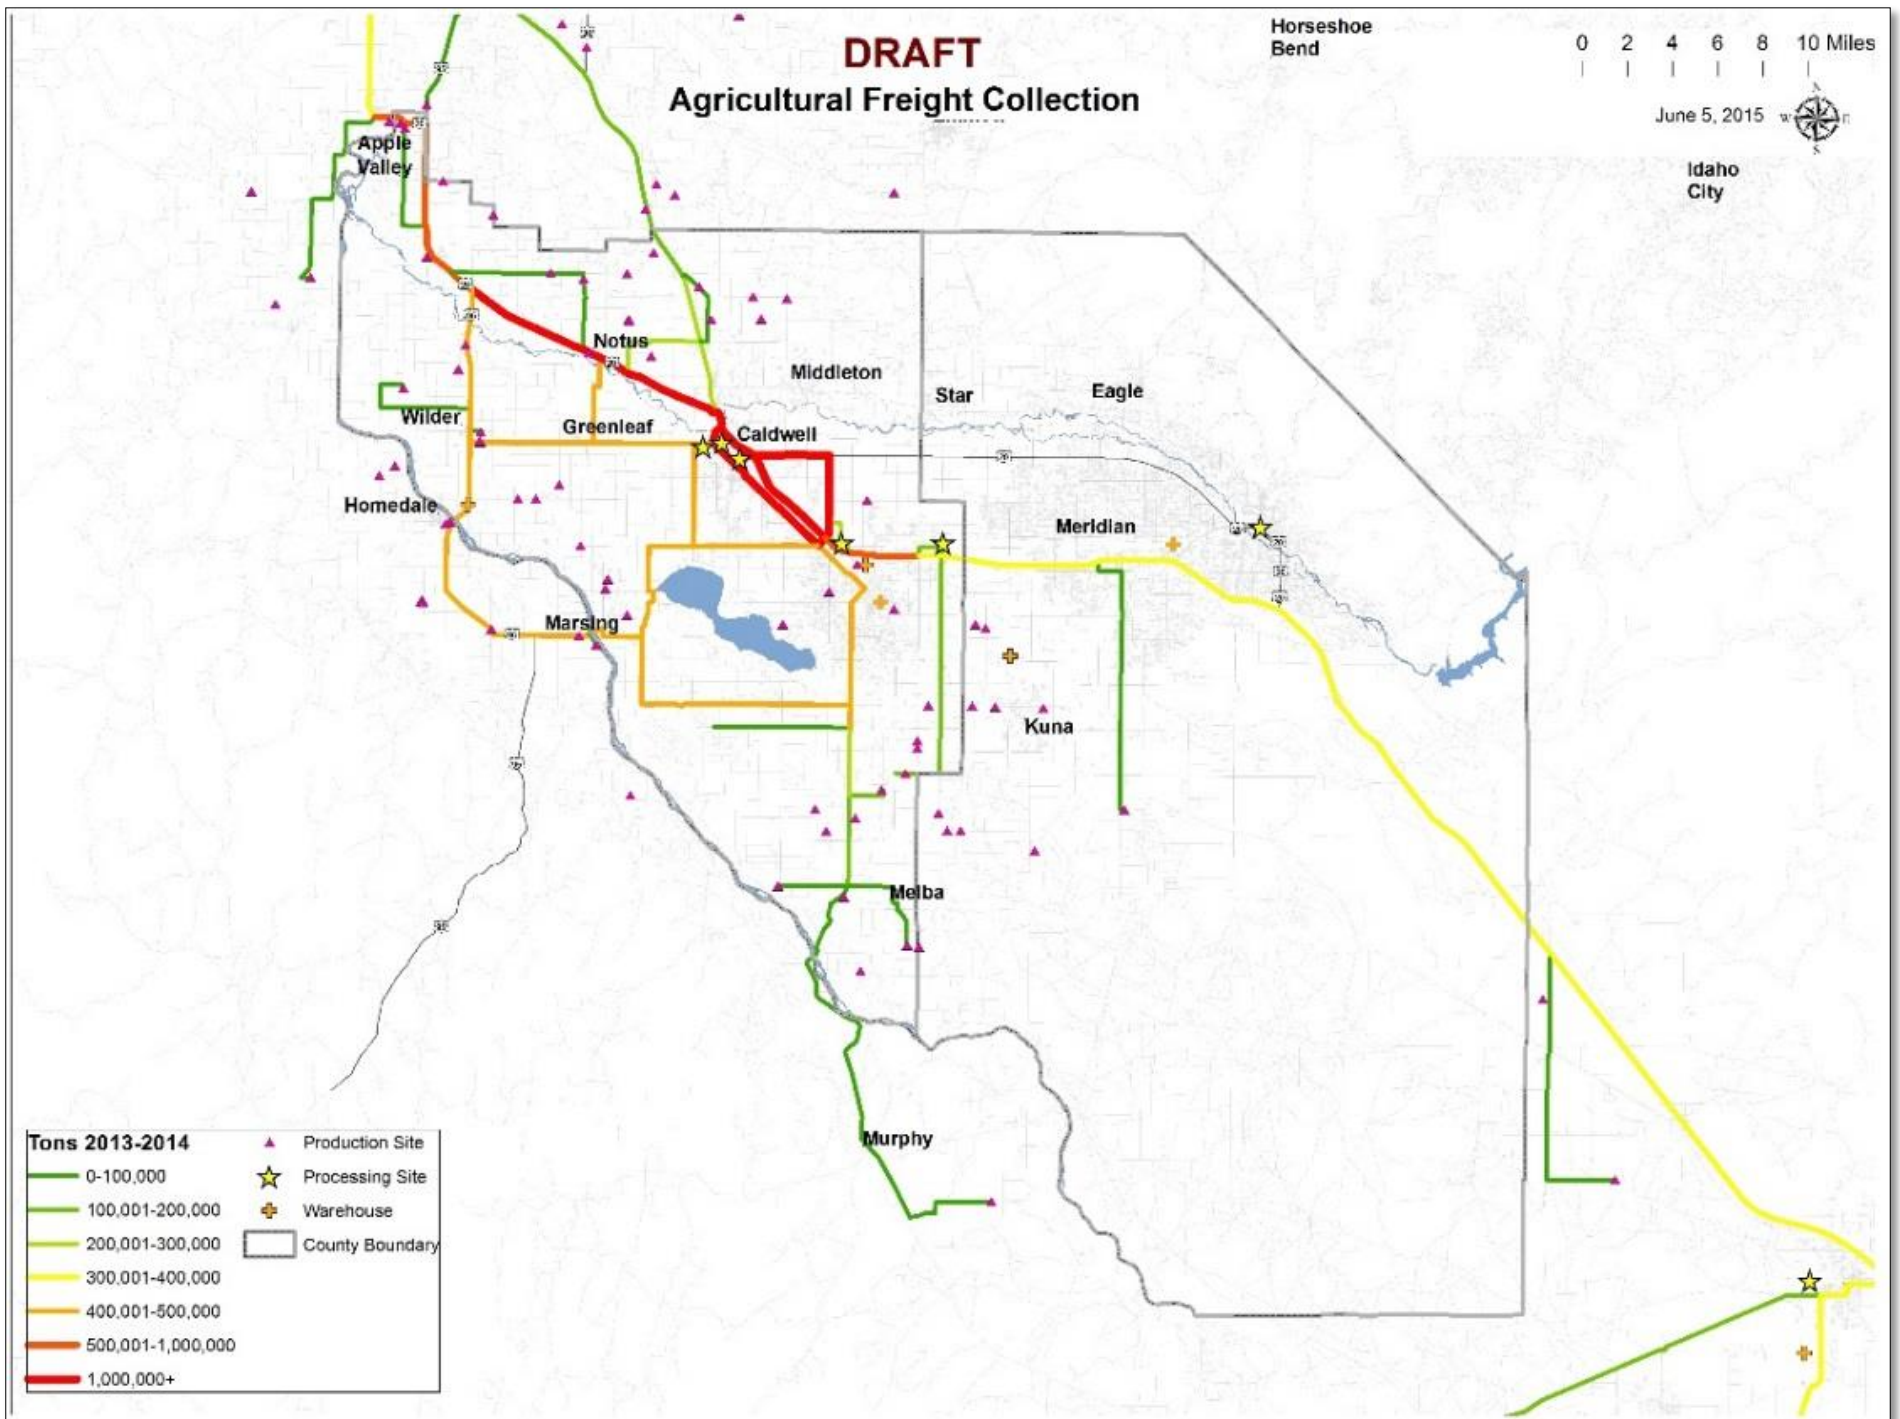 DRAFT
Agricultural Freight Collection
Horseshoe
Bend
0 2 4 6 8 10 Miles
June 5, 2015
N
W
E
S
Idaho
City
Apple
Valley
Notus
Middleton
Star
Eagle
Wilder
Greenleaf
Caldwell
Homedale
Meridian
Marsing
Kuna
Melba
Murphy
Tons 2013-2014
0-100,000
100,001-200,000
200,001-300,000
300,001-400,000
400,001-500,000
500,001-1,000,000
1,000,000+
Production Site
Processing Site
Warehouse
County Boundary